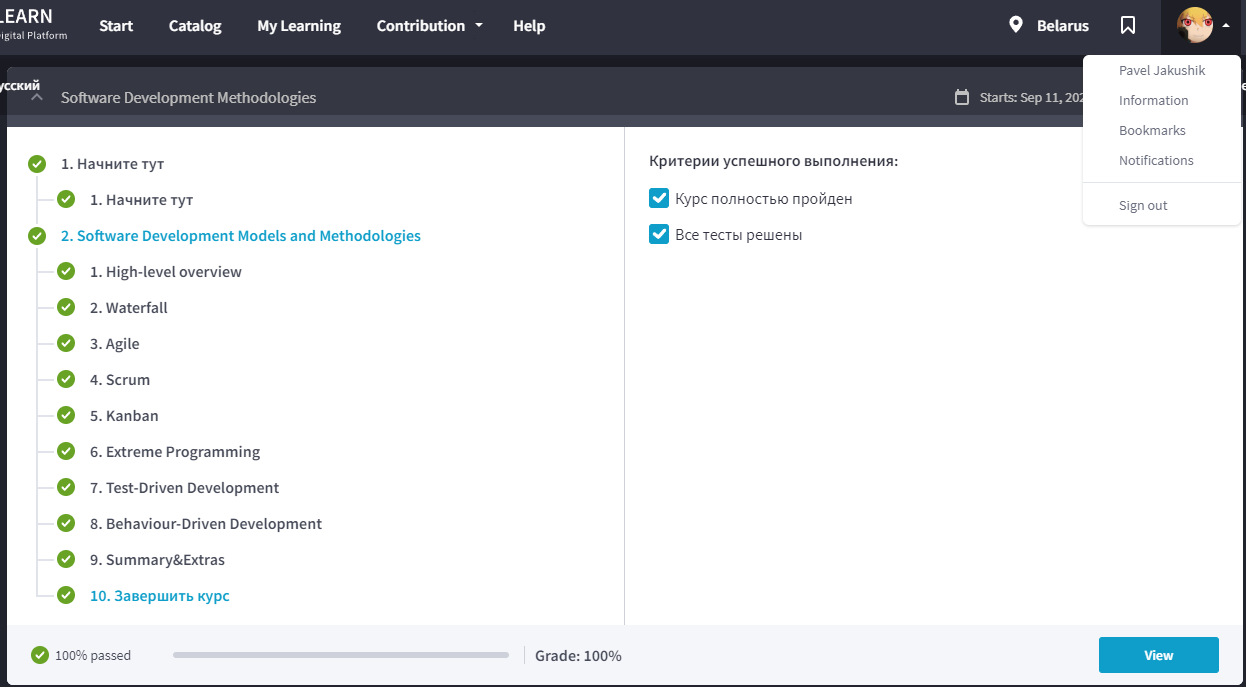 LEARN
Digital Platform
Start
Catalog
My Learning
Contribution
Help
Belarus
Pavel Jakushik
Information
Bookmarks
Notifications
Sign out
Software Development Methodologies
Starts: Sep 11,
1. Начните тут
1. Начните тут
2. Software Development Models and Methodologies
1. High-level overview
2. Waterfall
3. Agile
4. Scrum
5. Kanban
6. Extreme Programming
7. Test-Driven Development
8. Behaviour-Driven Development
9. Summary&Extras
10. Завершить курс
Критерии успешного выполнения:
Курс полностью пройден
Все тесты решены
100% passed
Grade: 100%
View